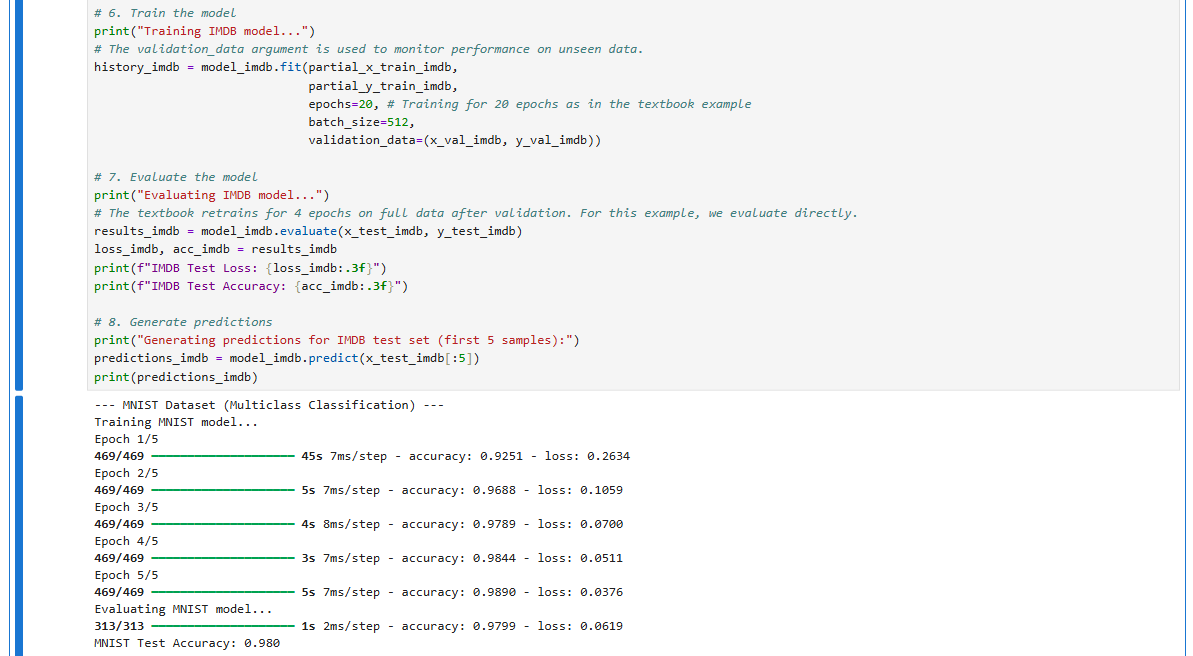 # 6. Train the model
print("Training IMDB model...")
# The validation_data argument is used to monitor performance on unseen data.
history_imdb = model_imdb.fit(partial_x_train_imdb,
                              partial_y_train_imdb,
                              epochs=20, # Training for 20 epochs as in the textbook example
                              batch_size=512,
                              validation_data=(x_val_imdb, y_val_imdb))
# 7. Evaluate the model
print("Evaluating IMDB model...")
# The textbook retrains for 4 epochs on full data after validation. For this example, we evaluate directly.
results_imdb = model_imdb.evaluate(x_test_imdb, y_test_imdb)
loss_imdb, acc_imdb = results_imdb
print(f"IMDB Test Loss: {loss_imdb:.3f}")
print(f"IMDB Test Accuracy: {acc_imdb:.3f}")
# 8. Generate predictions
print("Generating predictions for IMDB test set (first 5 samples):")
predictions_imdb = model_imdb.predict(x_test_imdb[:5])
print(predictions_imdb)
--- MNIST Dataset (Multiclass Classification) ---
Training MNIST model...
Epoch 1/5
469/469 ━━━━━━━━━━━━━━━━━━━━ 45s 7ms/step - accuracy: 0.9251 - loss: 0.2634
Epoch 2/5
469/469 ━━━━━━━━━━━━━━━━━━━━ 5s 7ms/step - accuracy: 0.9688 - loss: 0.1059
Epoch 3/5
469/469 ━━━━━━━━━━━━━━━━━━━━ 4s 8ms/step - accuracy: 0.9789 - loss: 0.0700
Epoch 4/5
469/469 ━━━━━━━━━━━━━━━━━━━━ 3s 7ms/step - accuracy: 0.9844 - loss: 0.0511
Epoch 5/5
469/469 ━━━━━━━━━━━━━━━━━━━━ 5s 7ms/step - accuracy: 0.9890 - loss: 0.0376
Evaluating MNIST model...
313/313 ━━━━━━━━━━━━━━━━━━━━ 1s 2ms/step - accuracy: 0.9799 - loss: 0.0619
MNIST Test Accuracy: 0.980